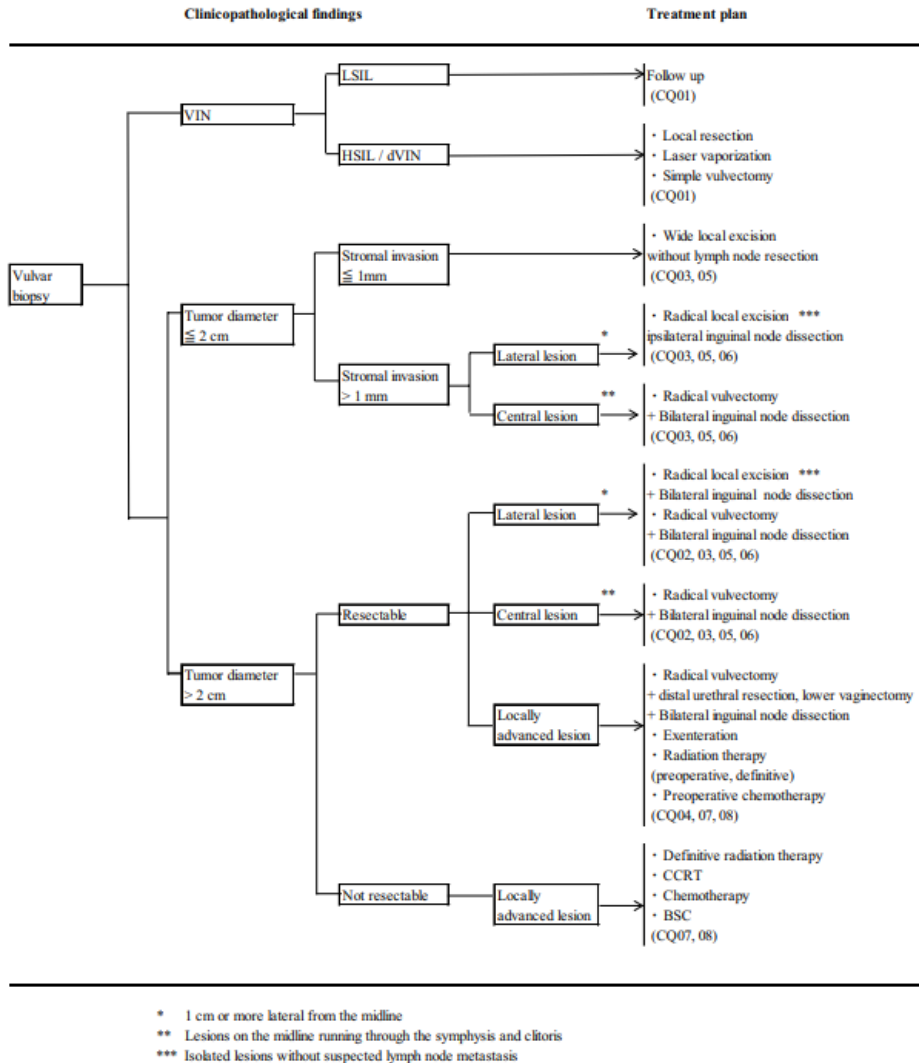 Clinicopathological findings
Treatment plan
LSIL
Follow up
(CQ01)
VIN
HSIL / dVIN
・ Local resection
・ Laser vaporization
・ Simple vulvectomy
(CQ01)
Vulvar
biopsy
Tumor diameter
≦ 2 cm
Stromal invasion
≦ 1mm
・ Wide local excision
without lymph node resection
(CQ03, 05)
Stromal invasion
> 1 mm
Lateral lesion
*
・ Radical local excision ***
ipsilateral inguinal node dissection
(CQ03, 05, 06)
Central lesion
**
・ Radical vulvectomy
+ Bilateral inguinal node dissection
(CQ03, 05, 06)
Tumor diameter
> 2 cm
Resectable
Lateral lesion
*
・ Radical local excision ***
+ Bilateral inguinal node dissection
・ Radical vulvectomy
+ Bilateral inguinal node dissection
(CQ02, 03, 05, 06)
Central lesion
**
・ Radical vulvectomy
+ Bilateral inguinal node dissection
(CQ02, 03, 05, 06)
Locally
advanced lesion
・ Radical vulvectomy
+ distal urethral resection, lower vaginectomy
+ Bilateral inguinal node dissection
・ Exenteration
・ Radiation therapy
(preoperative, definitive)
・ Preoperative chemotherapy
(CQ04, 07, 08)
Not resectable
Locally
advanced lesion
・ Definitive radiation therapy
・ CCRT
・ Chemotherapy
・ BSC
(CQ07, 08)
* 1 cm or more lateral from the midline
** Lesions on the midline running through the symphysis and clitoris
*** Isolated lesions without suspected lymph node metastasis